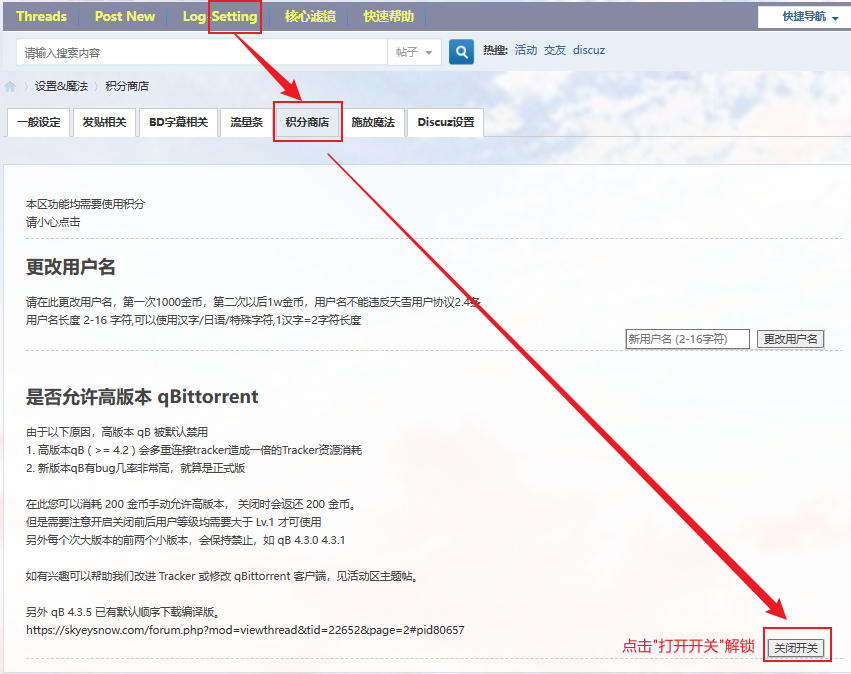 Threads Post New Log Setting 核心滤镜 快速帮助
快捷导航
请输入搜索内容 帖子 热搜: 活动 交友 discuz
设置&魔法 积分商店
一般设定 发贴相关 BD字幕相关 流星条 积分商店 施放魔法 Discuz设置
本区功能均需要使用积分
请小心点击
更改用户名
请在此更改用户名，第一次1000金币，第二次以后1w金币，用户名不能违反天雪用户协议2.4条
用户名长度 2-16 字符,可以使用汉字/日语/特殊字符,1汉字=2字符长度
新用户名 (2-16字符) 更改用户名
是否允许高版本 qBittorrent
由于以下原因，高版本 qB 被默认禁用
1. 高版本qB ( >= 4.2 ) 会多重连接tracker造成一倍的Tracker资源消耗
2. 新版本qB有bug几率非常高，就算是正式版
在此您可以消耗 200 金币手动允许高版本， 关闭时会返还 200 金币。
但是需要注意开启关闭前后用户等级均需要大于 Lv.1 才可使用
另外每个次大版本的前两个小版本，会保持禁止，如 qB 4.3.0 4.3.1
如有兴趣可以帮助我们改进 Tracker 或修改 qBittorrent 客户端，见活动区主题帖。
另外 qB 4.3.5 已有默认顺序下载编译版。
https://skyeysnow.com/forum.php?mod=viewthread&tid=22652&page=2#pid80657
点击"打开开关"解锁 关闭开关